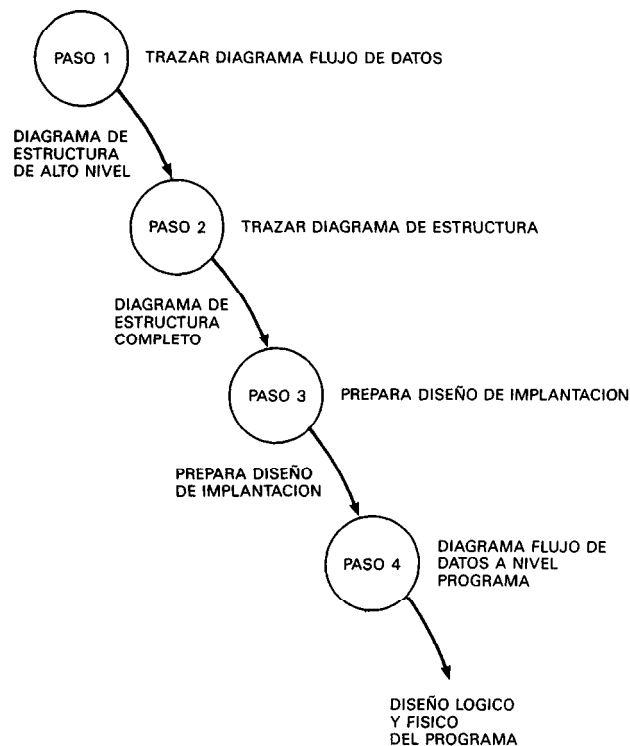 PASO 1
TRAZAR DIAGRAMA FLUJO DE DATOS
DIAGRAMA DE
ESTRUCTURA
DE ALTO NIVEL
PASO 2
TRAZAR DIAGRAMA DE ESTRUCTURA
DIAGRAMA DE
ESTRUCTURA
COMPLETO
PASO 3
PREPARA DISEÑO DE IMPLANTACION
PREPARA DISEÑO
DE IMPLANTACION
PASO 4
DIAGRAMA FLUJO DE
DATOS A NIVEL
PROGRAMA
DISEÑO LOGICO
Y FISICO
DEL PROGRAMA